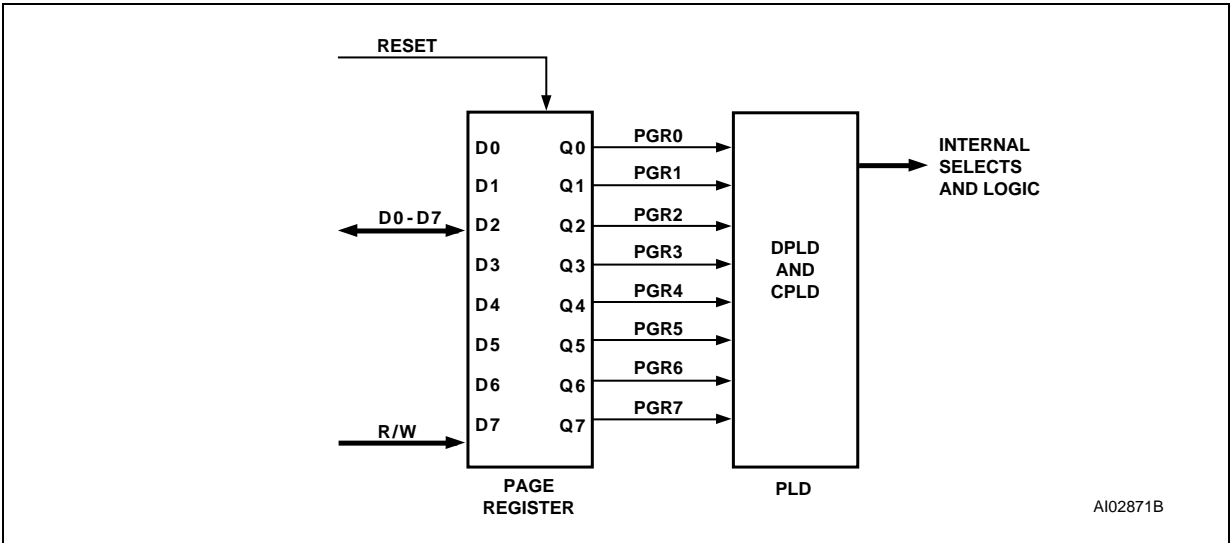 RESET
D0 Q0 PGR0
D1 Q1 PGR1
D0-D7 D2 Q2 PGR2
D3 Q3 PGR3
D4 Q4 PGR4
D5 Q5 PGR5
D6 Q6 PGR6
R/W D7 Q7 PGR7
PAGE
REGISTER
DPLD
AND
CPLD
PLD
INTERNAL
SELECTS
AND LOGIC
AI02871B